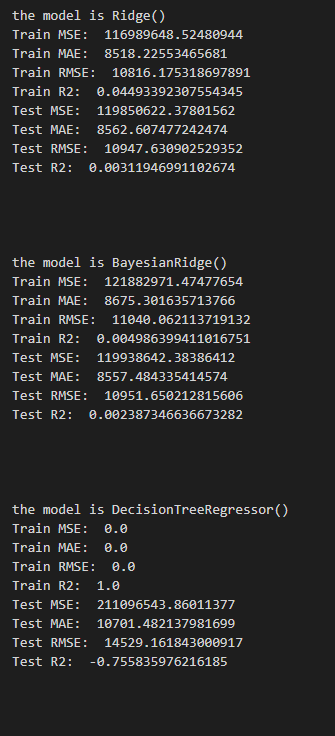 the model is Ridge()
Train MSE:  116989648.52480944
Train MAE:  8518.22553465681
Train RMSE:  10816.175318697891
Train R2:  0.04493392307554345
Test MSE:  119850622.37801562
Test MAE:  8562.607477242474
Test RMSE:  10947.630902529352
Test R2:  0.00311946991102674
the model is BayesianRidge()
Train MSE:  121882971.47477654
Train MAE:  8675.301635713766
Train RMSE:  11040.062113719132
Train R2:  0.004986399411016751
Test MSE:  119938642.38386412
Test MAE:  8557.484335414574
Test RMSE:  10951.650212815606
Test R2:  0.002387346636673282
the model is DecisionTreeRegressor()
Train MSE:  0.0
Train MAE:  0.0
Train RMSE:  0.0
Train R2:  1.0
Test MSE:  211096543.86011377
Test MAE:  10701.482137981699
Test RMSE:  14529.161843000917
Test R2:  -0.755835976216185